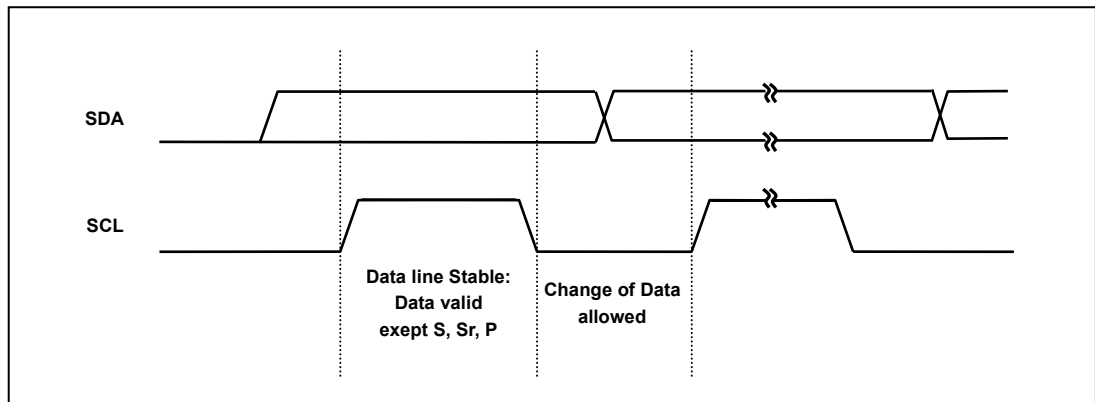 SDA
SCL
Data line Stable:
Data valid
exept S, Sr, P
Change of Data
allowed